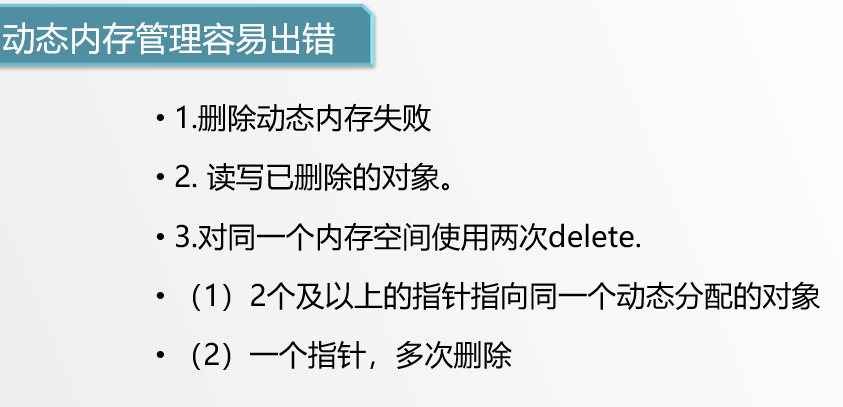 动态内存管理容易出错
• 1.删除动态内存失败
• 2. 读写已删除的对象。
• 3.对同一个内存空间使用两次delete.
• （1）2个及以上的指针指向同一个动态分配的对象
• （2）一个指针，多次删除